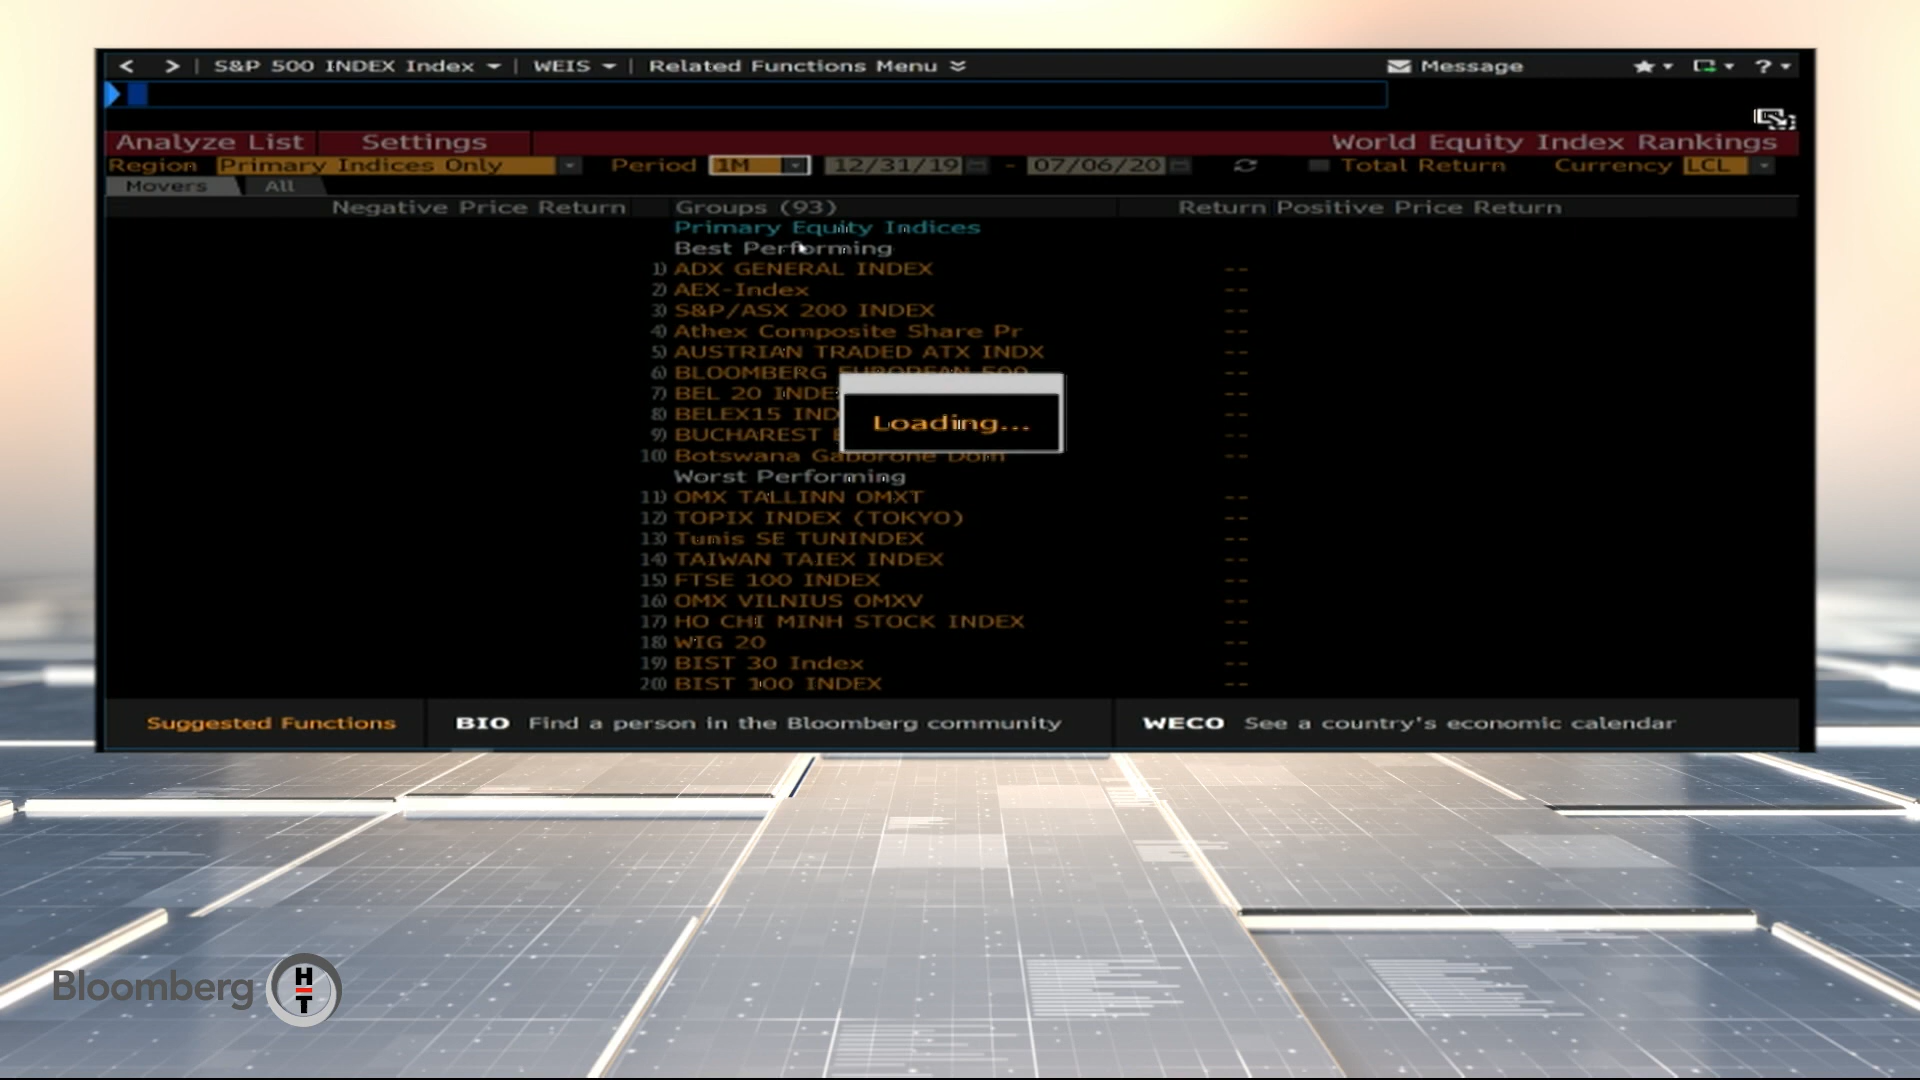 < > | S&P 500 INDEX Index | WEIS | Related Functions Menu Message ? 
Analyze List Settings World Equity Index Rankings
Region Primary Indices Only Period 1M 12/31/19 - 07/06/20 Total Return Currency LCL
Movers All
Negative Price Return Groups (93) Return Positive Price Return
Primary Equity Indices
Best Performing
1) ADX GENERAL INDEX --
2) AEX-Index --
3) S&P/ASX 200 INDEX --
4) Athex Composite Share Pr --
5) AUSTRIAN TRADED ATX INDX --
6) BLOOMBERG EUROPEAN 500 --
7) BEL 20 INDE --
8) BELEX15 IND --
9) BUCHAREST --
10) Botswana Gaborone Dom --
Loading...
Worst Performing
11) OMX TALLINN OMXT --
12) TOPIX INDEX (TOKYO) --
13) Tunis SE TUNINDEX --
14) TAIWAN TAIEX INDEX --
15) FTSE 100 INDEX --
16) OMX VILNIUS OMXV --
17) HO CHI MINH STOCK INDEX --
18) WIG 20 --
19) BIST 30 Index --
20) BIST 100 INDEX --
Suggested Functions BIO Find a person in the Bloomberg community WECO See a country's economic calendar
Bloomberg HT